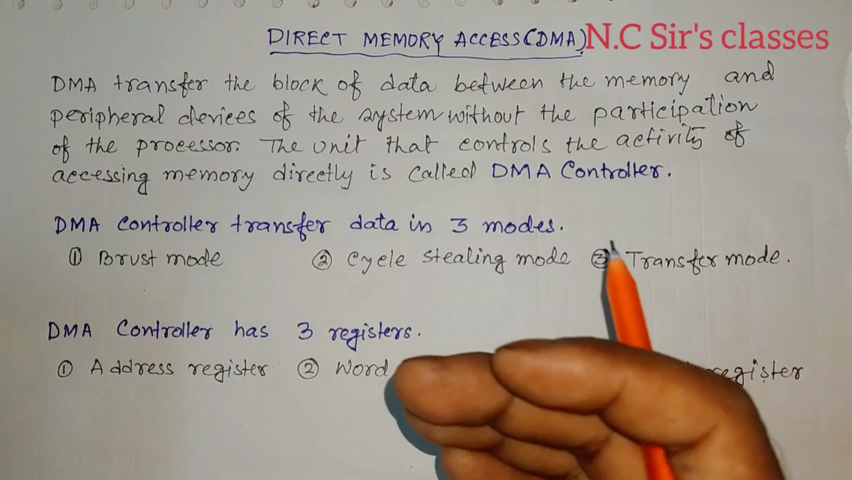 DIRECT MEMORY ACCESS(DMA) N.C Sir's classes
DMA transfer the block of data between the memory and
peripheral devices of the system without the participation
of the processor. The unit that controls the activity of
accessing memory directly is called DMA Controller.
DMA Controller transfer data in 3 modes.
① Brust mode ② Cycle Stealing mode ③ Transfer mode.
DMA Controller has 3 registers.
① Address register ② Word register